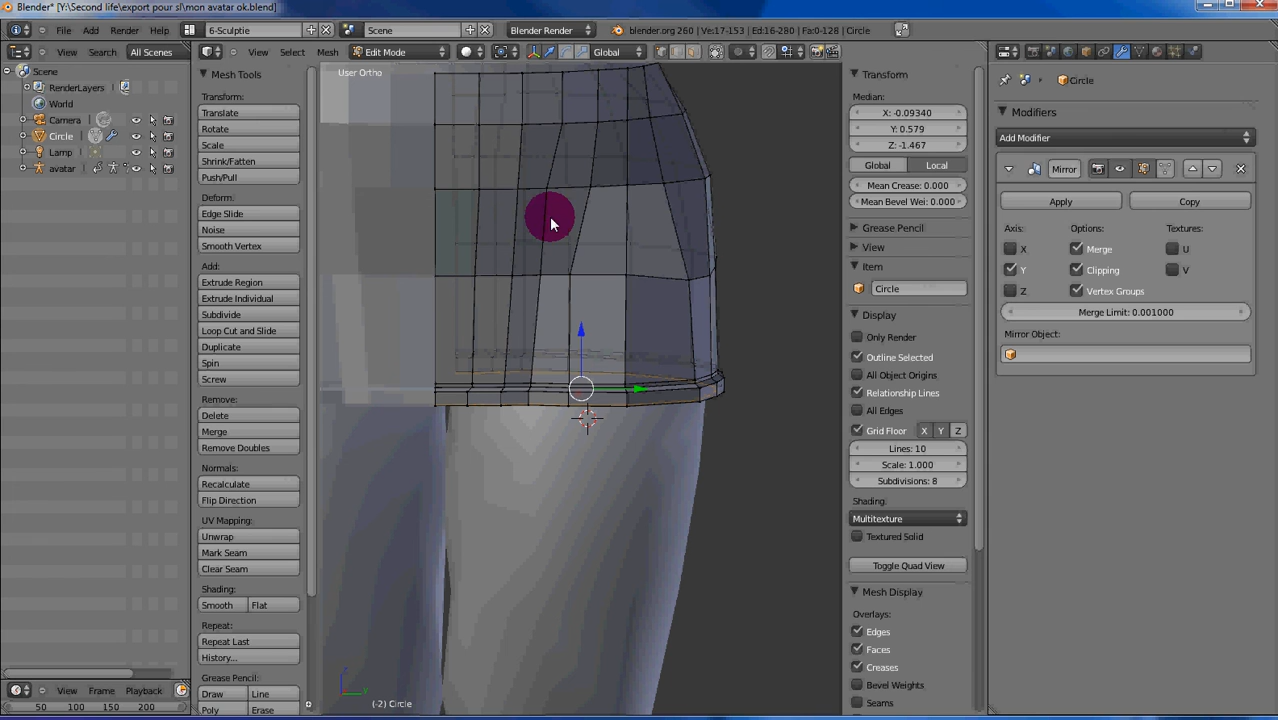 Blender* [Y:\Second life\export pour sl\mon avatar ok.blend]
File Add Render Help 6-Sculptie Scene Blender Render blender.org 260 | Ve:17-153 | Ed:16-280 | Fa:0-128 | Circle
View Search All Scenes
View Select Mesh Edit Mode Global
Scene
RenderLayers
World
Camera
Circle
Lamp
avatar
View Frame Playback
50 100 150 200
Mesh Tools
Transform:
Translate
Rotate
Scale
Shrink/Fatten
Push/Pull
Deform:
Edge Slide
Noise
Smooth Vertex
Add:
Extrude Region
Extrude Individual
Subdivide
Loop Cut and Slide
Duplicate
Spin
Screw
Remove:
Delete
Merge
Remove Doubles
Normals:
Recalculate
Flip Direction
UV Mapping:
Unwrap
Mark Seam
Clear Seam
Shading:
Smooth Flat
Repeat:
Repeat Last
History...
Grease Pencil:
Draw Line
Poly Erase
User Ortho
(-2) Circle
Transform
Median:
X: -0.09340
Y: 0.579
Z: -1.467
Global Local
Mean Crease: 0.000
Mean Bevel Wei: 0.000
Grease Pencil
View
Item
Circle
Display
Only Render
Outline Selected
All Object Origins
Relationship Lines
All Edges
Grid Floor X Y Z
Lines: 10
Scale: 1.000
Subdivisions: 8
Shading:
Multitexture
Textured Solid
Toggle Quad View
Mesh Display
Overlays:
Edges
Faces
Creases
Bevel Weights
Seams
Circle
Modifiers
Add Modifier
Mirror
Apply Copy
Axis: Options: Textures:
X Merge U
Y Clipping V
Z Vertex Groups
Merge Limit: 0.001000
Mirror Object: